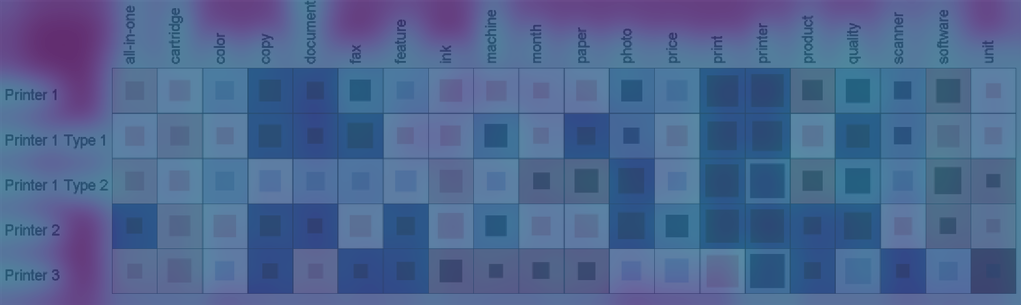 all-in-one cartridge color copy document fax feature ink machine month paper photo price print printer product quality scanner software unit
Printer 1
Printer 1 Type 1
Printer 1 Type 2
Printer 2
Printer 3